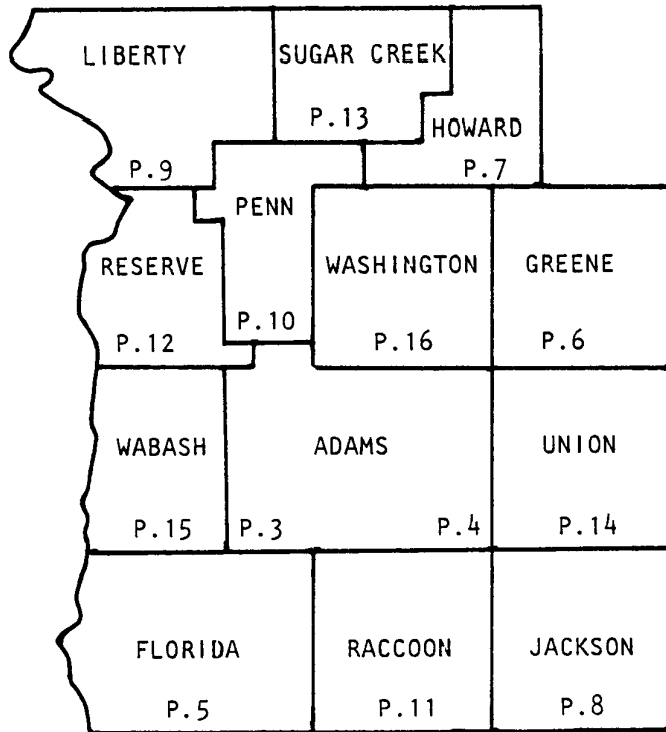 LIBERTY
P.9
SUGAR CREEK
P.13
HOWARD
P.7
PENN
P.10
RESERVE
P.12
WASHINGTON
P.16
GREENE
P.6
WABASH
P.15
ADAMS
P.3
P.4
UNION
P.14
FLORIDA
P.5
RACCOON
P.11
JACKSON
P.8